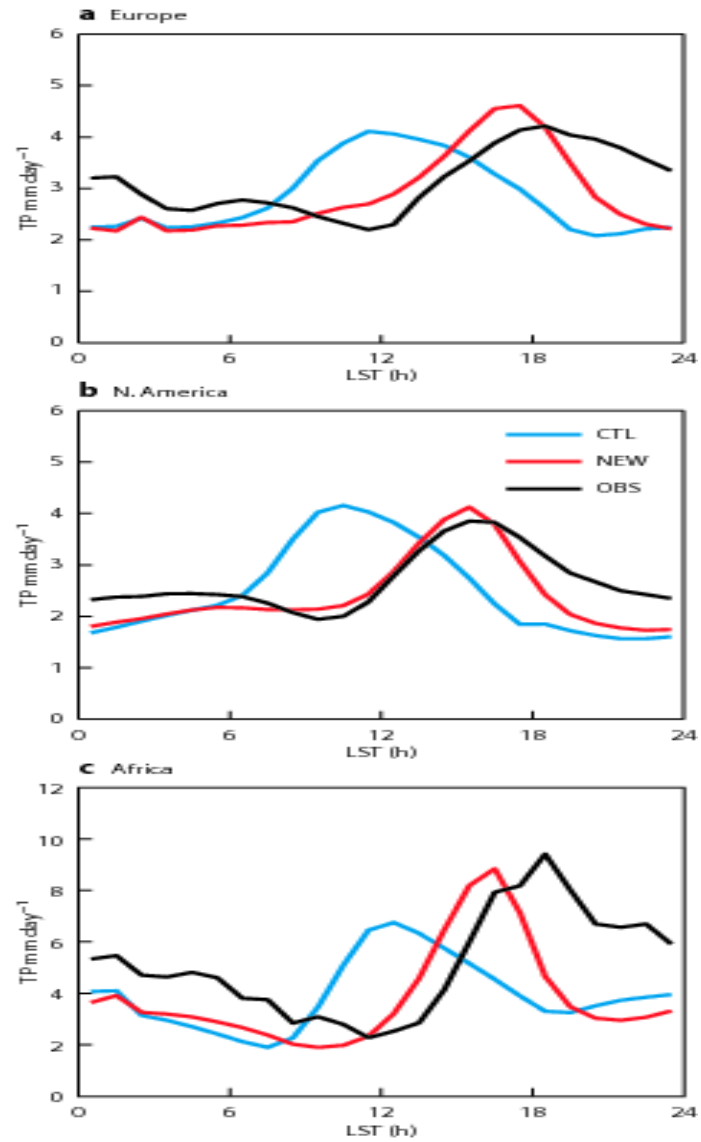 a Europe
6
5
4
3
2
1
0
TP mm day⁻¹
0 6 12 18 24
LST (h)
b N. America
6
5
4
3
2
1
0
TP mm day⁻¹
CTL
NEW
OBS
0 6 12 18 24
LST (h)
c Africa
12
10
8
6
4
2
0
TP mm day⁻¹
0 6 12 18 24
LST (h)